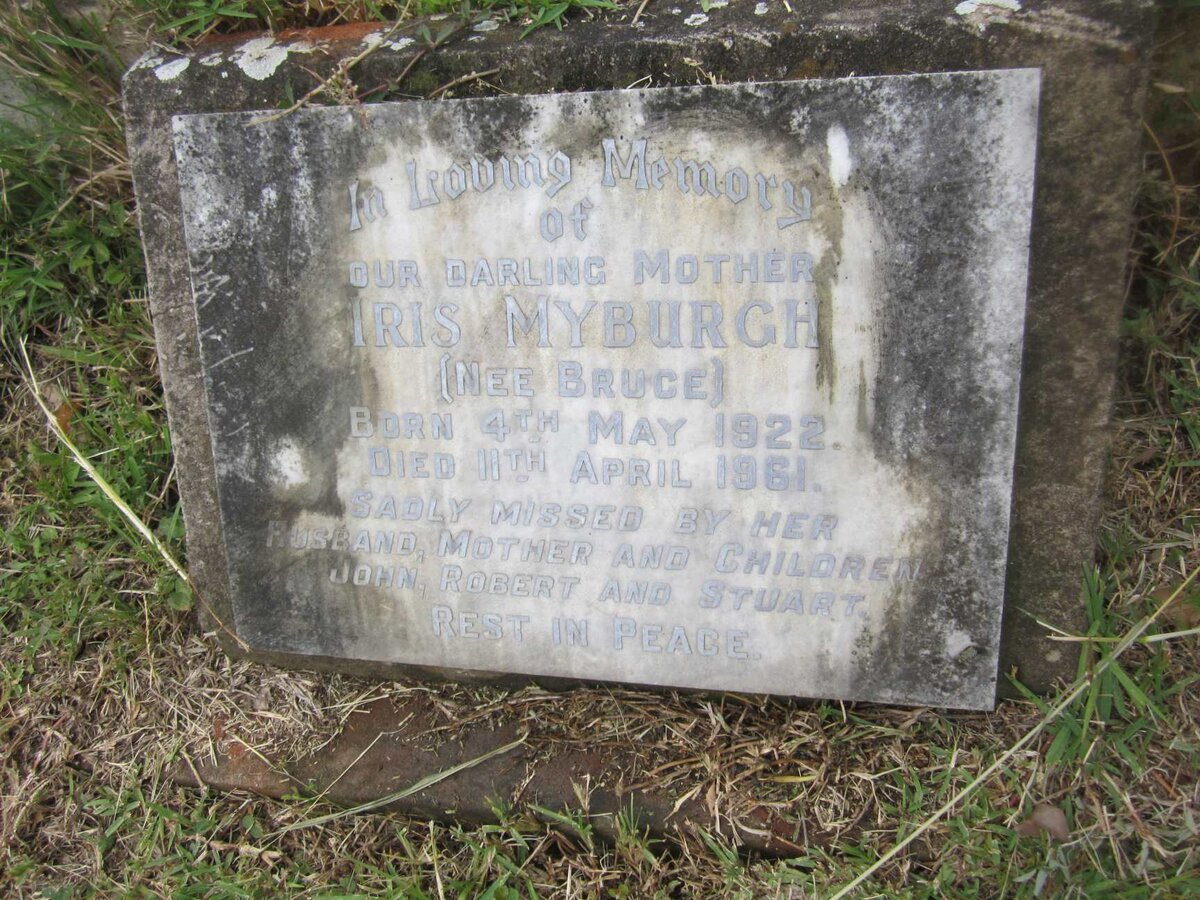 In Loving Memory
of
OUR DARLING MOTHER
IRIS MYBURGH
(NEE BRUCE)
BORN 4TH MAY 1922.
DIED 11TH APRIL 1961.
SADLY MISSED BY HER
HUSBAND, MOTHER AND CHILDREN
JOHN, ROBERT AND STUART.
REST IN PEACE.